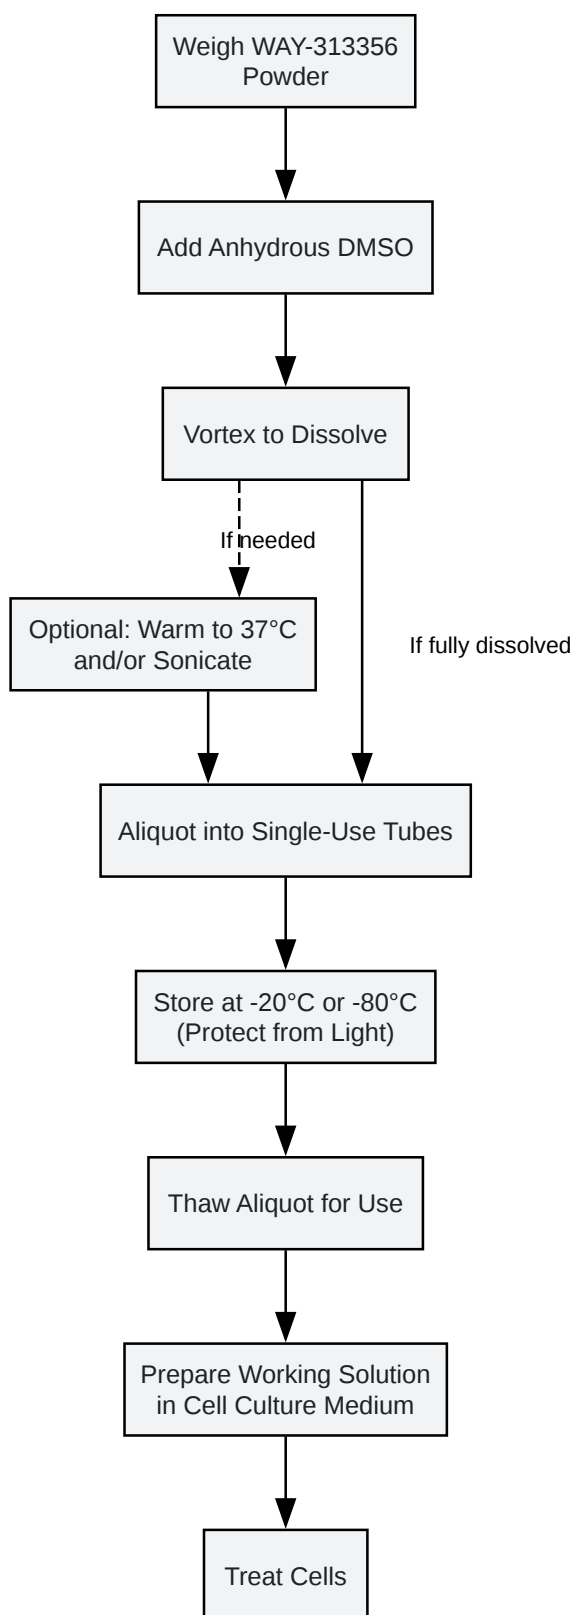 Weigh WAY-313356
Powder
Add Anhydrous DMSO
Vortex to Dissolve
If needed
Optional: Warm to 37°C
and/or Sonicate
If fully dissolved
Aliquot into Single-Use Tubes
Store at -20°C or -80°C
(Protect from Light)
Thaw Aliquot for Use
Prepare Working Solution
in Cell Culture Medium
Treat Cells